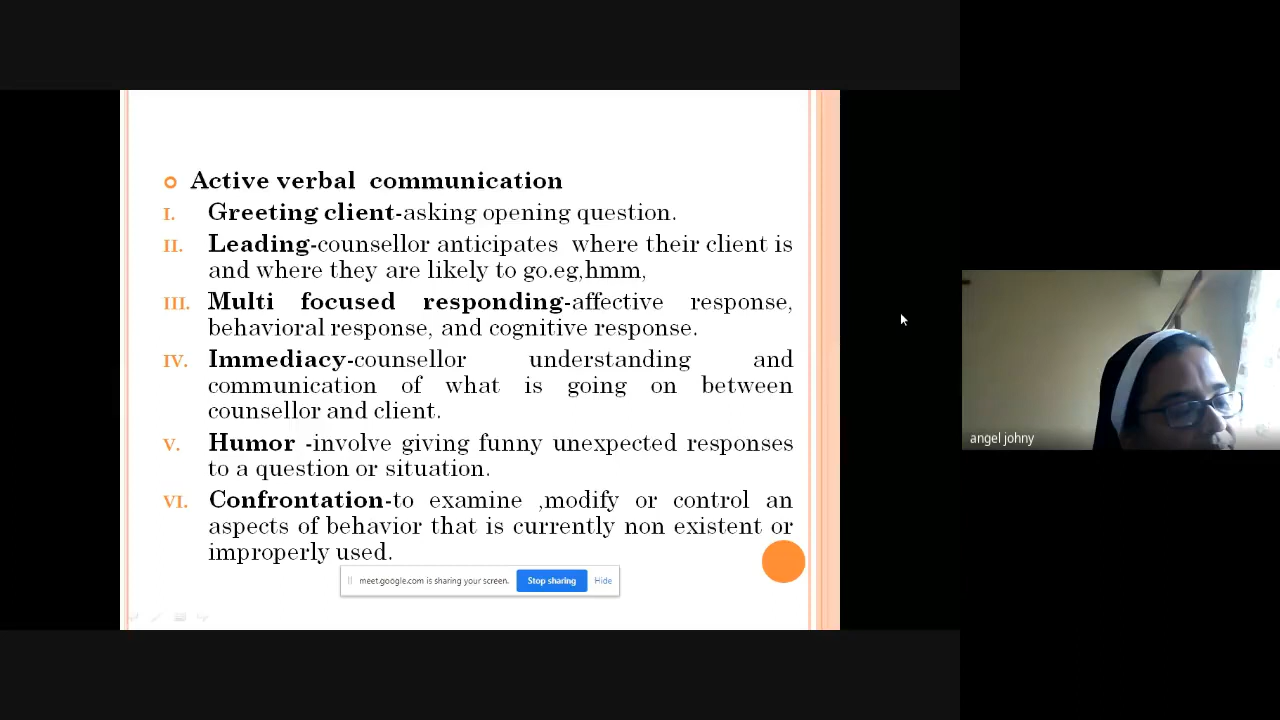 Active verbal communication
I. Greeting client-asking opening question.
II. Leading-counsellor anticipates where their client is
and where they are likely to go.eg,hmm,
III. Multi focused responding-affective response,
behavioral response, and cognitive response.
IV. Immediacy-counsellor understanding and
communication of what is going on between
counsellor and client.
V. Humor -involve giving funny unexpected responses
to a question or situation.
VI. Confrontation-to examine ,modify or control an
aspects of behavior that is currently non existent or
improperly used.
meet.google.com is sharing your screen. Stop sharing Hide
angel johny